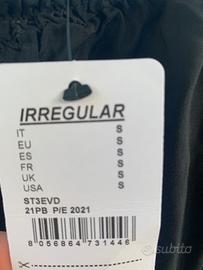 IRREGULAR
IT S
EU S
ES S
FR S
UK S
USA S
ST3EVD
21PB P/E 2021
8 056864 731446
subito